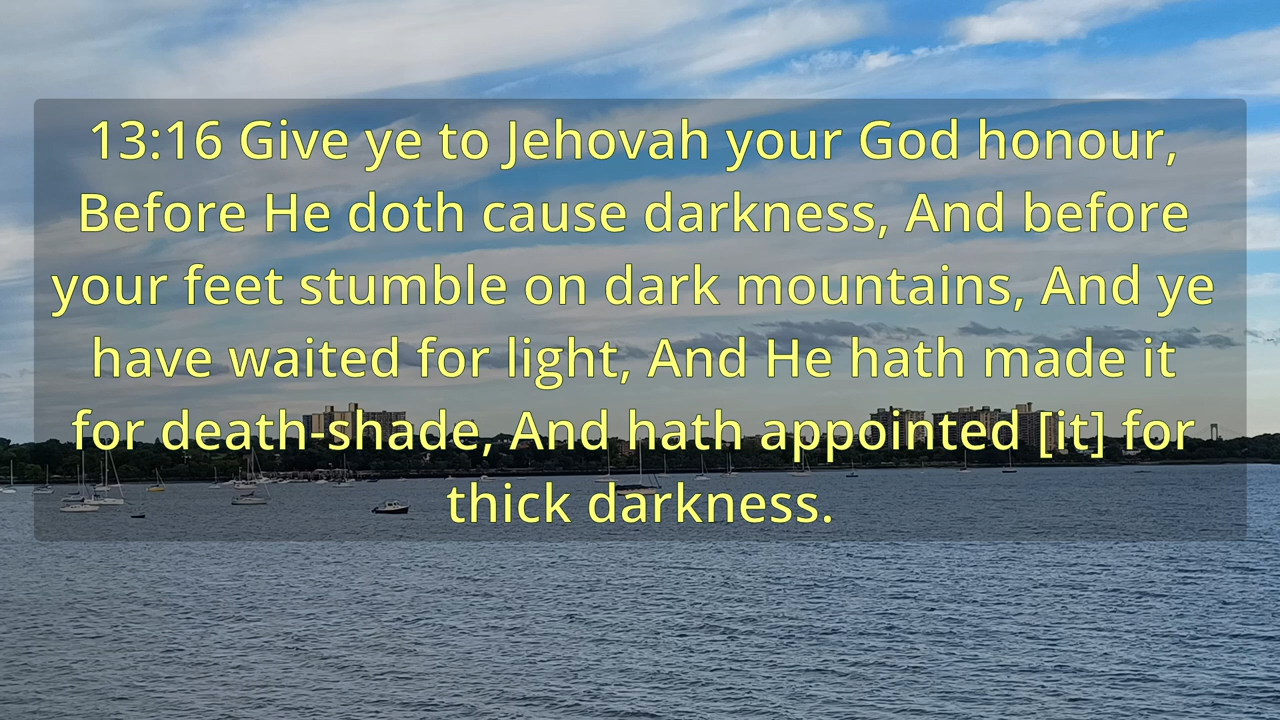 13:16 Give ye to Jehovah your God honour,
Before He doth cause darkness, And before
your feet stumble on dark mountains, And ye
have waited for light, And He hath made it
for death-shade, And hath appointed [it] for
thick darkness.